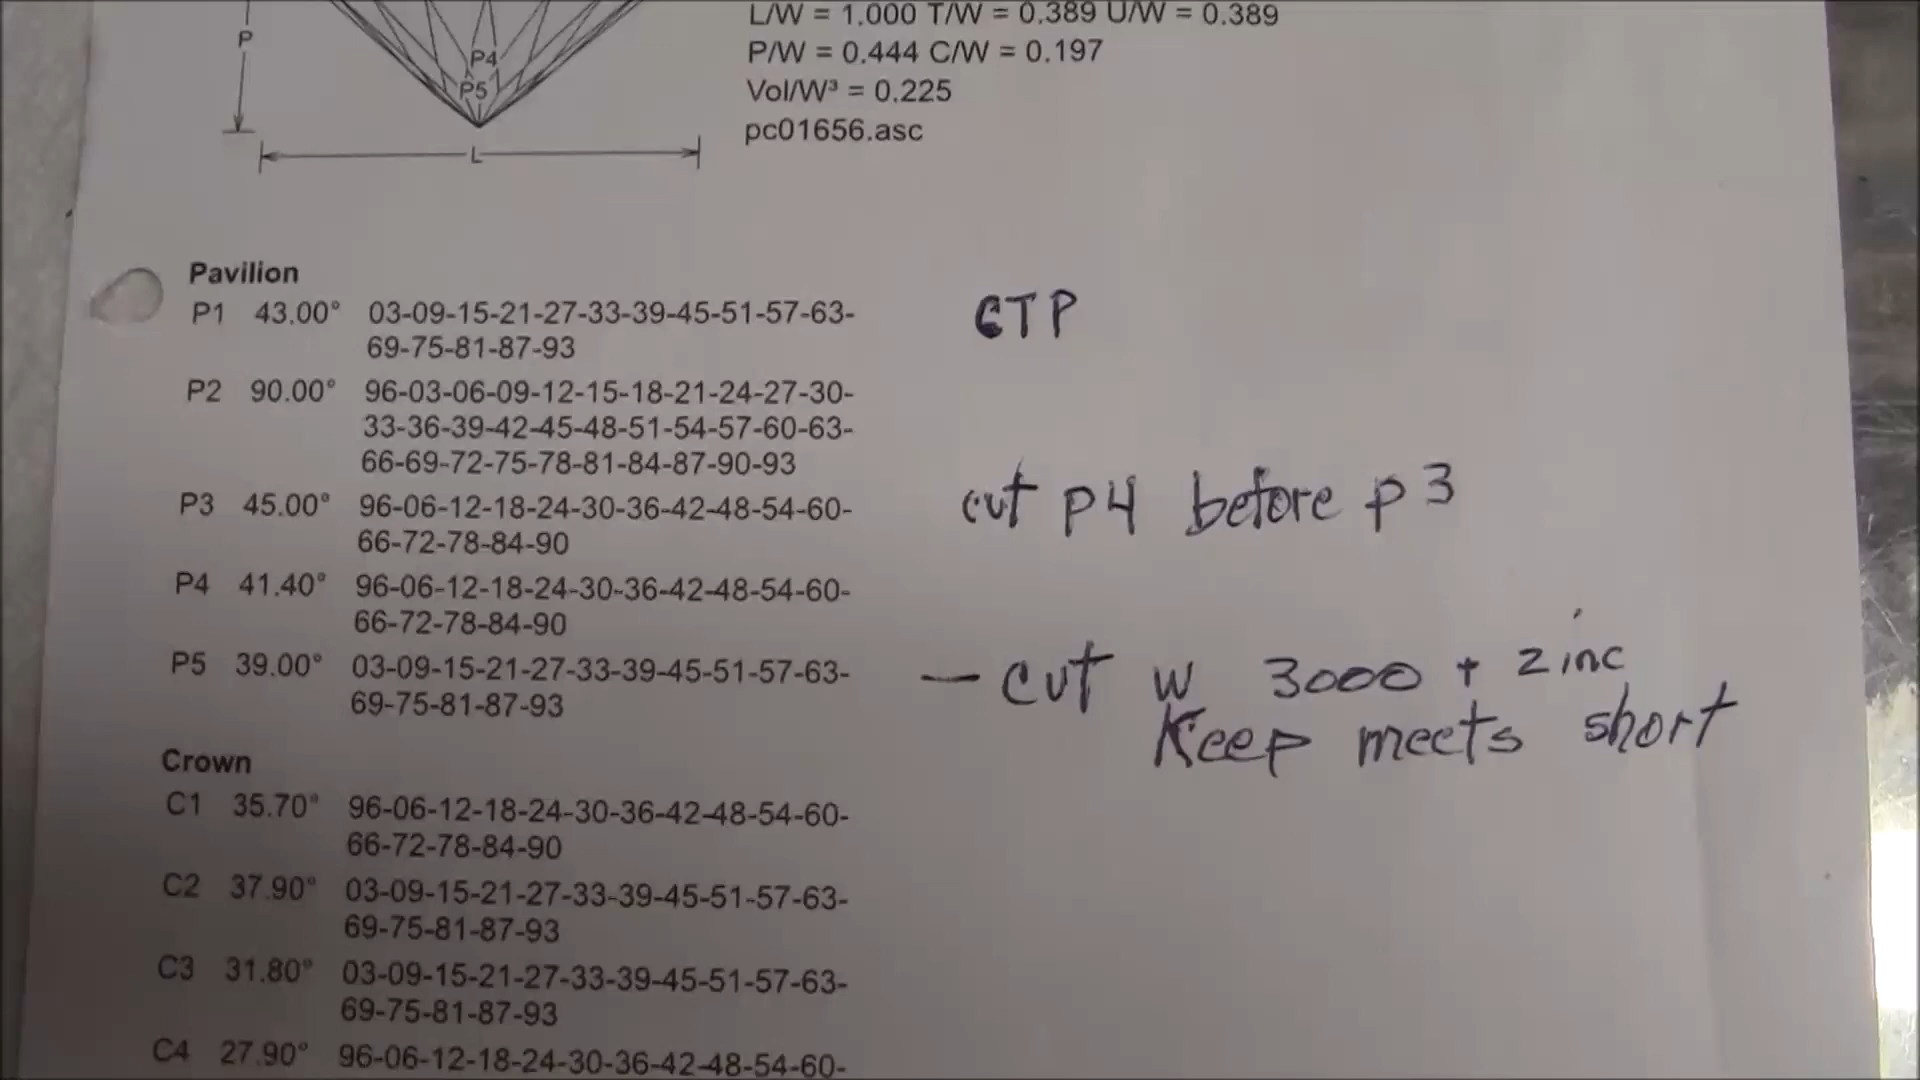 L/W = 1.000 T/W = 0.389 U/W = 0.389
P
P/W = 0.444 C/W = 0.197
P4
Vol/W³ = 0.225
P5
pc01656.asc
L
Pavilion
P1 43.00° 03-09-15-21-27-33-39-45-51-57-63-
69-75-81-87-93
CTP
P2 90.00° 96-03-06-09-12-15-18-21-24-27-30-
33-36-39-42-45-48-51-54-57-60-63-
66-69-72-75-78-81-84-87-90-93
P3 45.00° 96-06-12-18-24-30-36-42-48-54-60-
66-72-78-84-90
cut p4 before p3
P4 41.40° 96-06-12-18-24-30-36-42-48-54-60-
66-72-78-84-90
P5 39.00° 03-09-15-21-27-33-39-45-51-57-63-
69-75-81-87-93
— cut w 3000 + zinc
Keep meets short
Crown
C1 35.70° 96-06-12-18-24-30-36-42-48-54-60-
66-72-78-84-90
C2 37.90° 03-09-15-21-27-33-39-45-51-57-63-
69-75-81-87-93
C3 31.80° 03-09-15-21-27-33-39-45-51-57-63-
69-75-81-87-93
C4 27.90° 96-06-12-18-24-30-36-42-48-54-60-